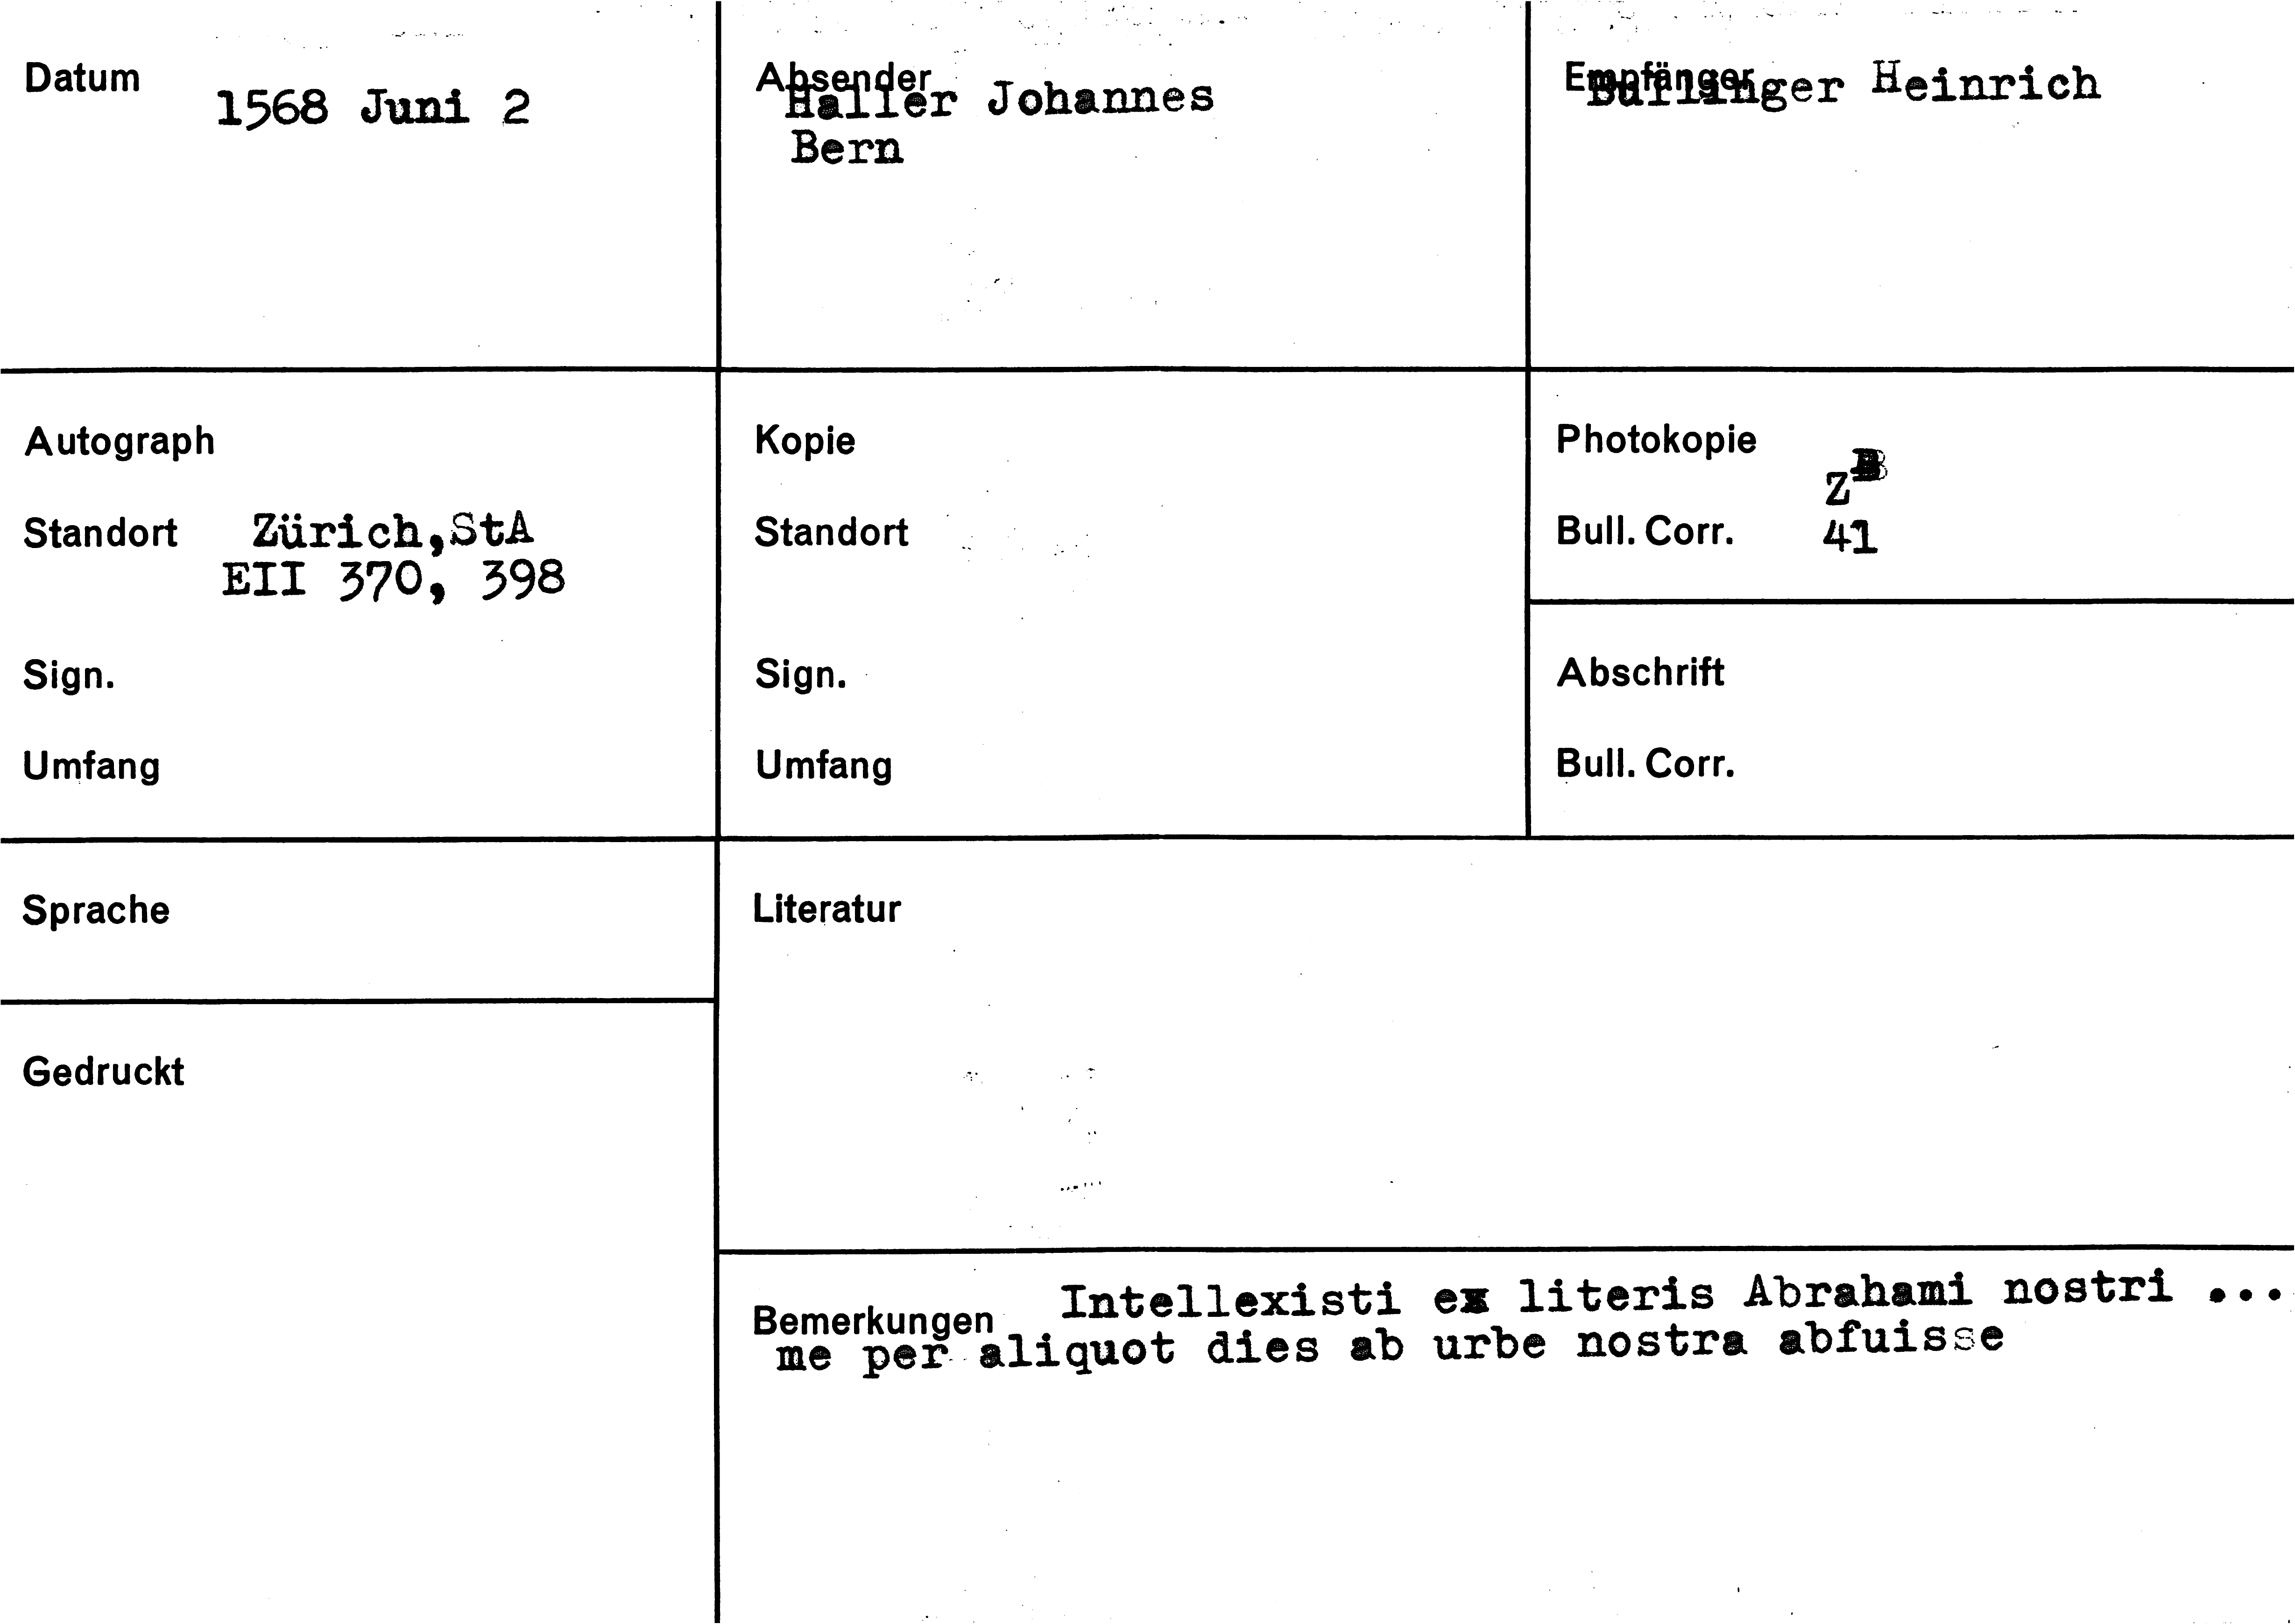 Datum 1568 Juni 2
Absender Haller Johannes
Bern
Empfänger Bullinger Heinrich
Autograph
Standort Zürich,StA
EII 370, 398
Sign.
Umfang
Kopie
Standort
Sign.
Umfang
Photokopie
ZB
Bull. Corr. 41
Abschrift
Bull. Corr.
Sprache
Gedruckt
Literatur
Bemerkungen Intellexisti ex literis Abrahami nostri ...
me per aliquot dies ab urbe nostra abfuisse